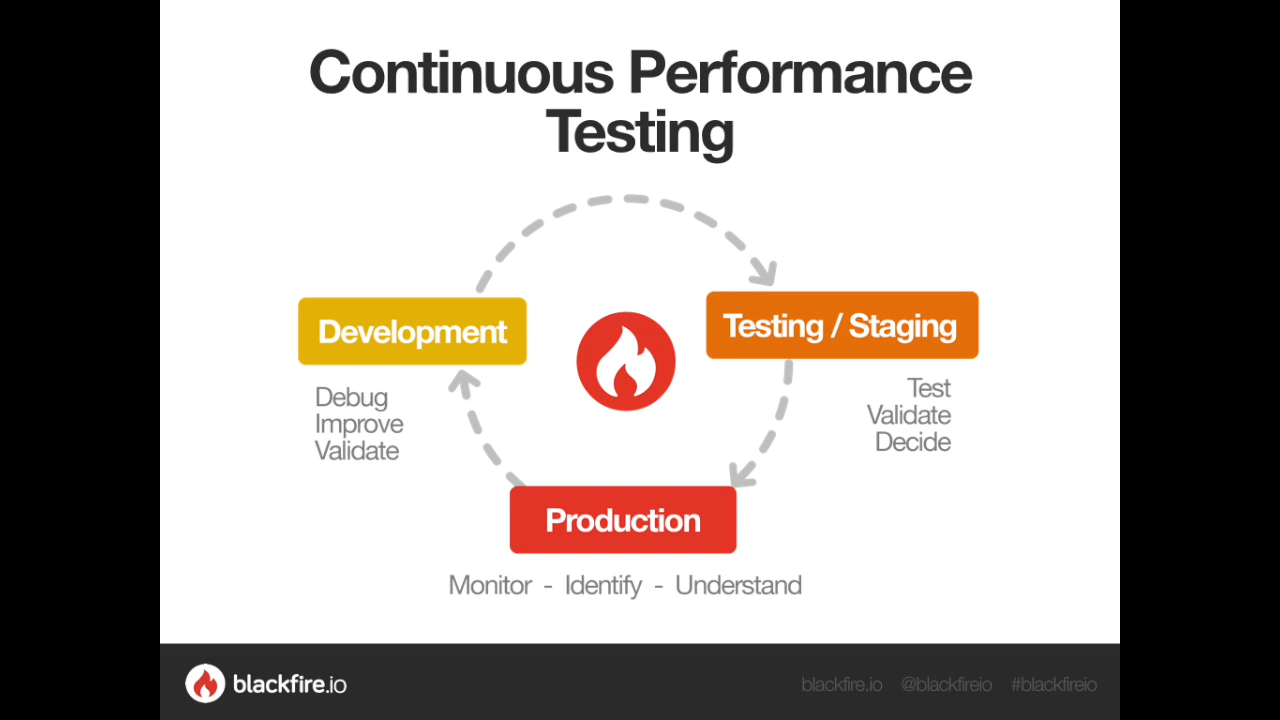 Continuous Performance
Testing
Development
Testing / Staging
Debug
Improve
Validate
Test
Validate
Decide
Production
Monitor - Identify - Understand
blackfire.io
blackfire.io @blackfireio #blackfireio